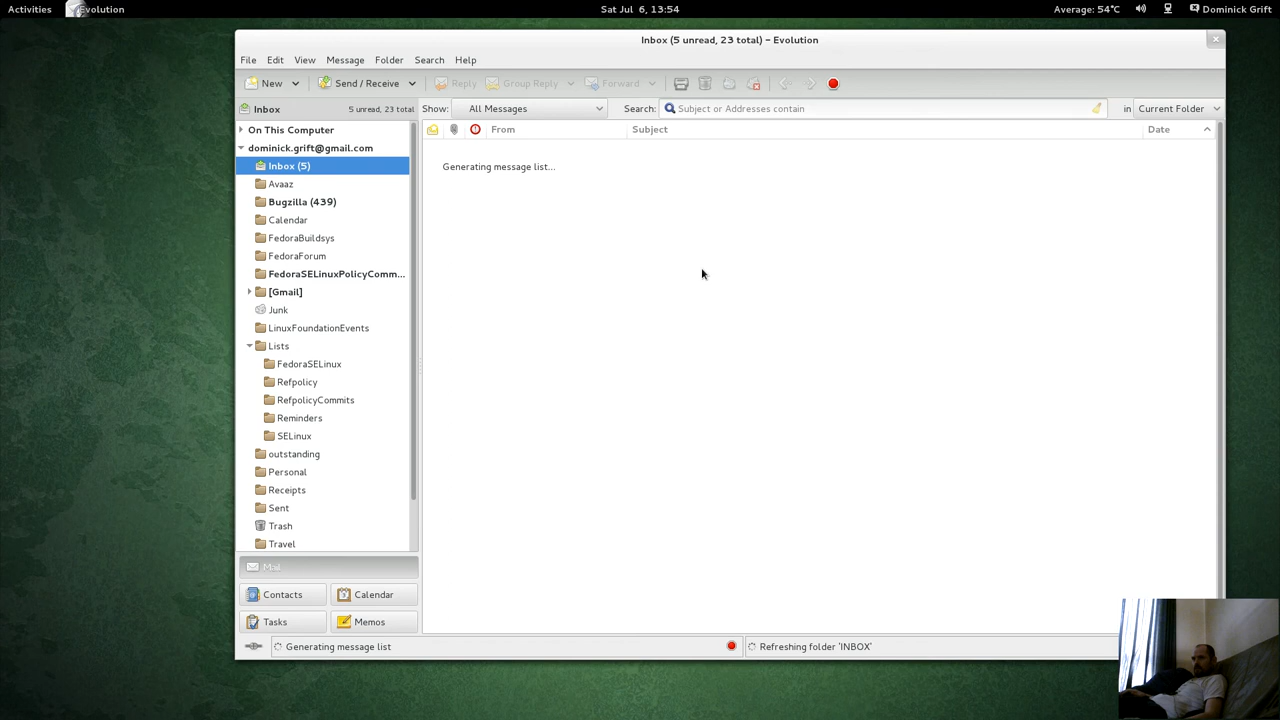 Activities Evolution Sat Jul 6, 13:54 Average: 54°C Dominick Grift
Inbox (5 unread, 23 total) – Evolution
File Edit View Message Folder Search Help
New Send / Receive Reply Group Reply Forward
Inbox 5 unread, 23 total Show: All Messages Search: Subject or Addresses contain in Current Folder
From Subject Date
On This Computer
dominick.grift@gmail.com
Inbox (5)
Avaaz
Bugzilla (439)
Calendar
FedoraBuildsys
FedoraForum
FedoraSELinuxPolicyComm...
[Gmail]
Junk
LinuxFoundationEvents
Lists
FedoraSELinux
Refpolicy
RefpolicyCommits
Reminders
SELinux
outstanding
Personal
Receipts
Sent
Trash
Travel
Generating message list...
Mail
Contacts Calendar
Tasks Memos
Generating message list Refreshing folder 'INBOX'